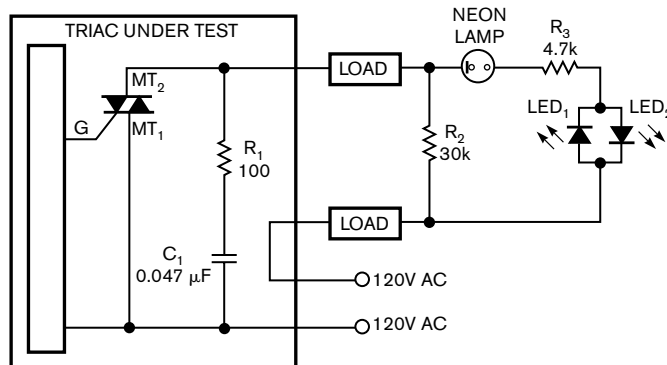 TRIAC UNDER TEST
NEON
LAMP
R3
4.7k
LOAD
MT2
LED1
LED2
G
MT1
R1
100
R2
30k
LOAD
C1
0.047 µF
120V AC
120V AC